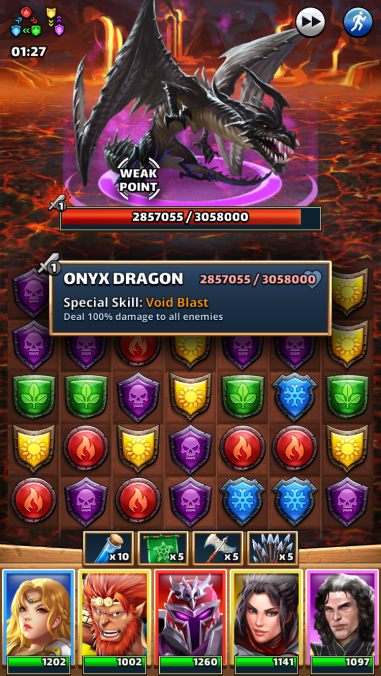 01:27
WEAK
POINT
1
2857055/3058000
1
ONYX DRAGON 2857055/3058000
Special Skill: Void Blast
Deal 100% damage to all enemies
x10 x5 x5 x5
1202 1002 1260 1141 1097